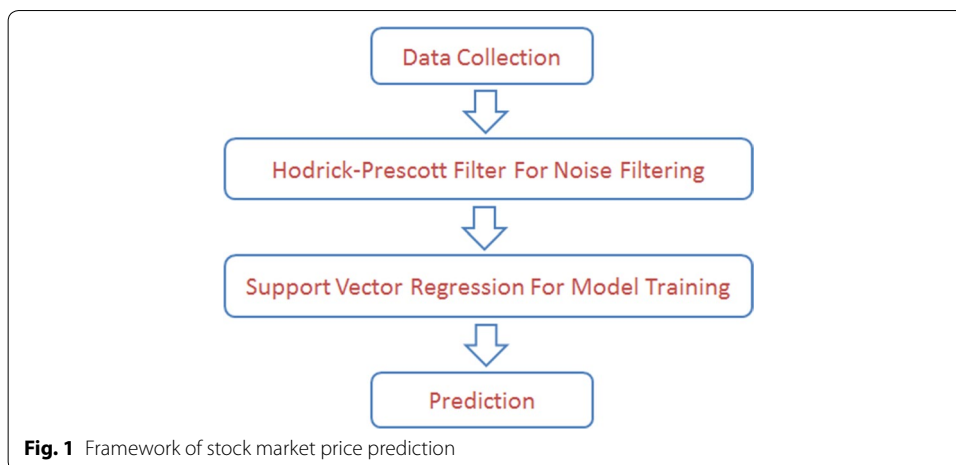 Data Collection
Hodrick-Prescott Filter For Noise Filtering
Support Vector Regression For Model Training
Prediction
Fig. 1 Framework of stock market price prediction